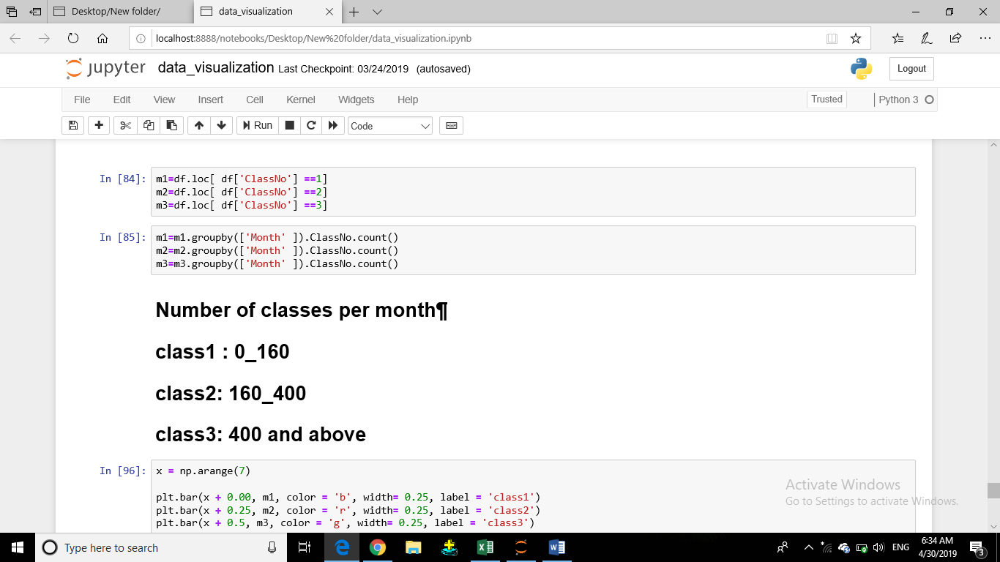 Desktop/New folder/
data_visualization
localhost:8888/notebooks/Desktop/New%20folder/data_visualization.ipynb
jupyter data_visualization Last Checkpoint: 03/24/2019 (autosaved)
Logout
File Edit View Insert Cell Kernel Widgets Help
Trusted
Python 3
Run
Code
In [84]: m1=df.loc[ df['ClassNo'] ==1]
m2=df.loc[ df['ClassNo'] ==2]
m3=df.loc[ df['ClassNo'] ==3]
In [85]: m1=m1.groupby(['Month' ]).ClassNo.count()
m2=m2.groupby(['Month' ]).ClassNo.count()
m3=m3.groupby(['Month' ]).ClassNo.count()
Number of classes per month¶
class1 : 0_160
class2: 160_400
class3: 400 and above
In [96]: x = np.arange(7)
plt.bar(x + 0.00, m1, color = 'b', width= 0.25, label = 'class1')
plt.bar(x + 0.25, m2, color = 'r', width= 0.25, label = 'class2')
plt.bar(x + 0.5, m3, color = 'g', width= 0.25, label = 'class3')
Activate Windows
Go to Settings to activate Windows.
Type here to search
ENG
6:34 AM
4/30/2019
3